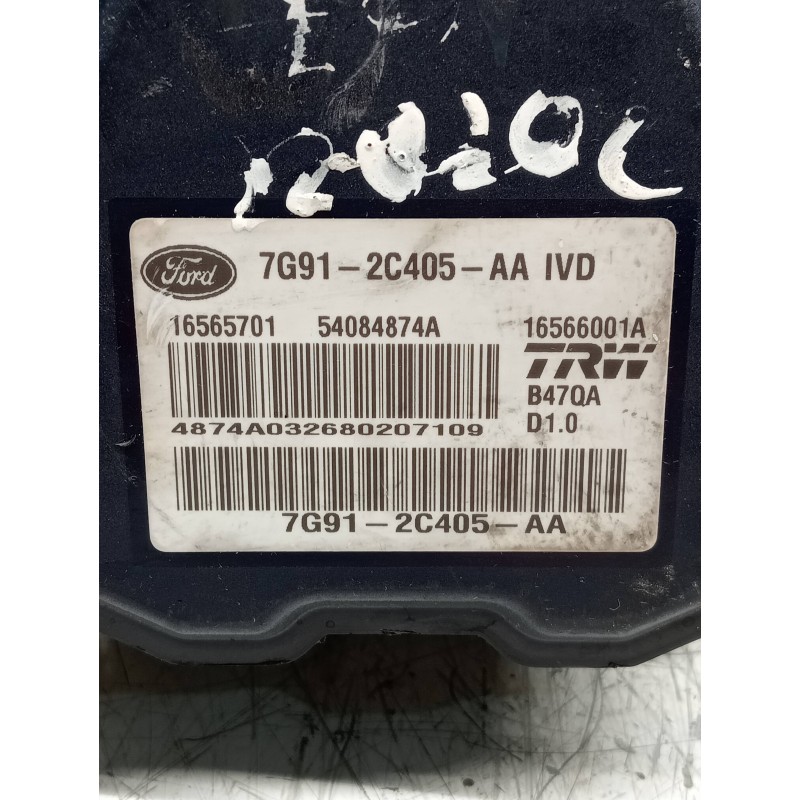 Ford 7G91-2C405-AA IVD
16565701 54084874A 16566001A
TRW
B47QA
4874A032680207109 D1.0
7G91-2C405-AA